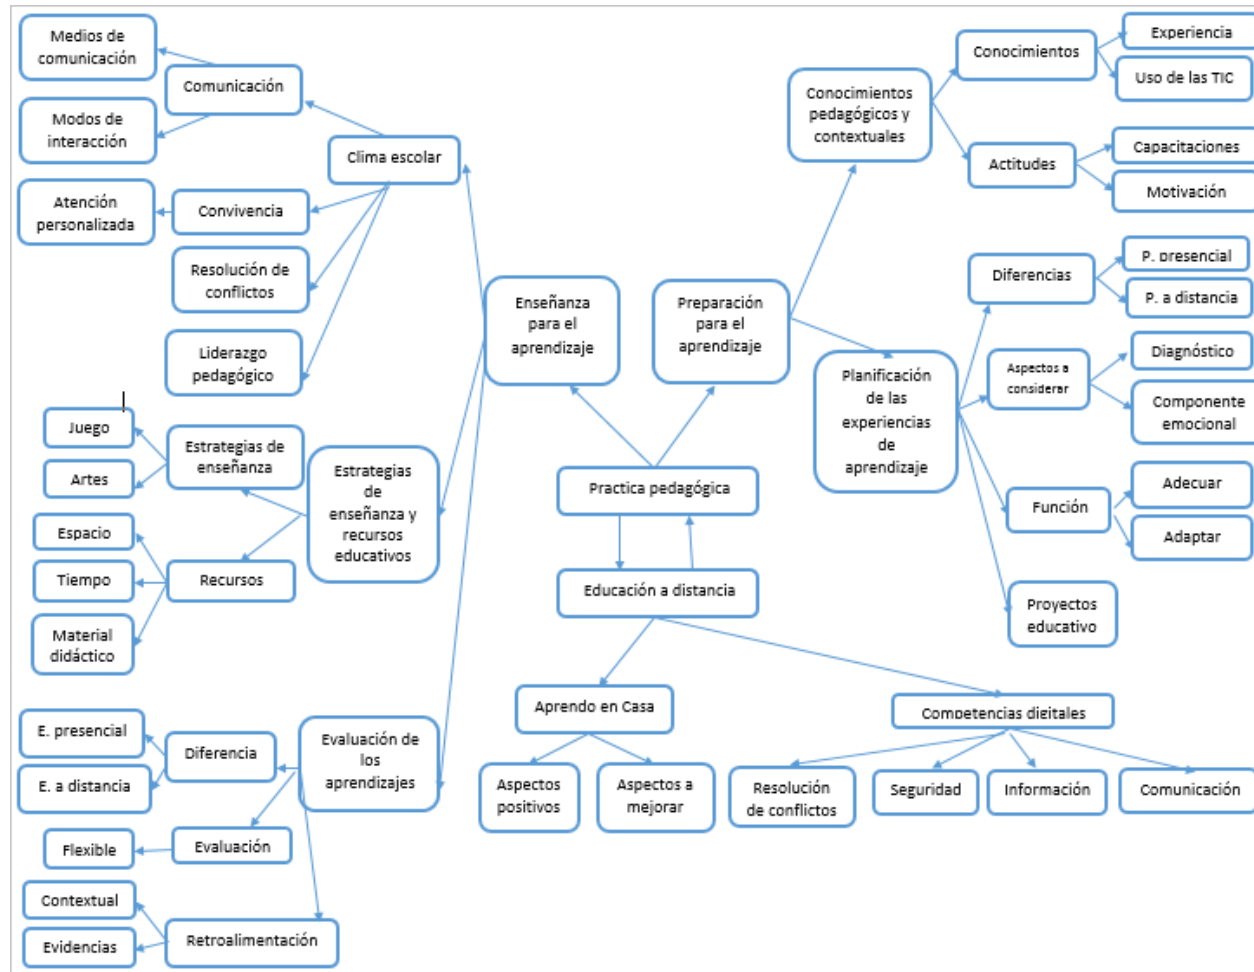 Medios de
comunicación
Comunicación
Modos de
interacción
Clima escolar
Atención
personalizada
Convivencia
Resolución de
conflictos
Liderazgo
pedagógico
Juego
Artes
Estrategias de
enseñanza
Espacio
Tiempo
Material
didáctico
Recursos
Estrategias de
enseñanza y
recursos
educativos
E. presencial
E. a distancia
Diferencia
Evaluación de
los
aprendizajes
Flexible
Evaluación
Contextual
Evidencias
Retroalimentación
Enseñanza
para el
aprendizaje
Preparación
para el
aprendizaje
Practica pedagógica
Educación a distancia
Aprendo en Casa
Aspectos
positivos
Aspectos a
mejorar
Competencias digitales
Resolución
de conflictos
Seguridad
Información
Comunicación
Conocimientos
pedagógicos y
contextuales
Conocimientos
Experiencia
Uso de las TIC
Actitudes
Capacitaciones
Motivación
Planificación
de las
experiencias
de
aprendizaje
Diferencias
P. presencial
P. a distancia
Aspectos a
considerar
Diagnóstico
Componente
emocional
Función
Adecuar
Adaptar
Proyectos
educativo